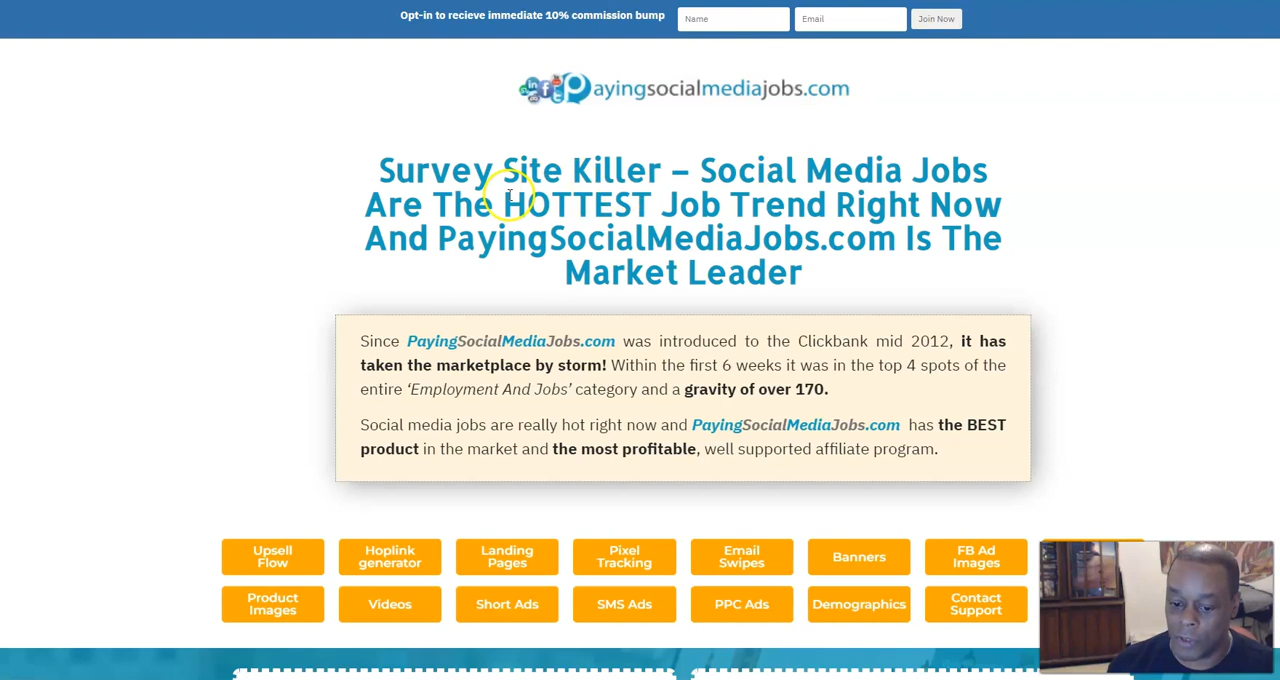 Opt-in to recieve immediate 10% commission bump
Name
Email
Join Now
payingsocialmediajobs.com
Survey Site Killer – Social Media Jobs
Are The HOTTEST Job Trend Right Now
And PayingSocialMediaJobs.com Is The
Market Leader
Since PayingSocialMediaJobs.com was introduced to the Clickbank mid 2012, it has
taken the marketplace by storm! Within the first 6 weeks it was in the top 4 spots of the
entire ‘Employment And Jobs’ category and a gravity of over 170.
Social media jobs are really hot right now and PayingSocialMediaJobs.com has the BEST
product in the market and the most profitable, well supported affiliate program.
Upsell
Flow
Hoplink
generator
Landing
Pages
Pixel
Tracking
Email
Swipes
Banners
FB Ad
Images
Product
Images
Videos
Short Ads
SMS Ads
PPC Ads
Demographics
Contact
Support